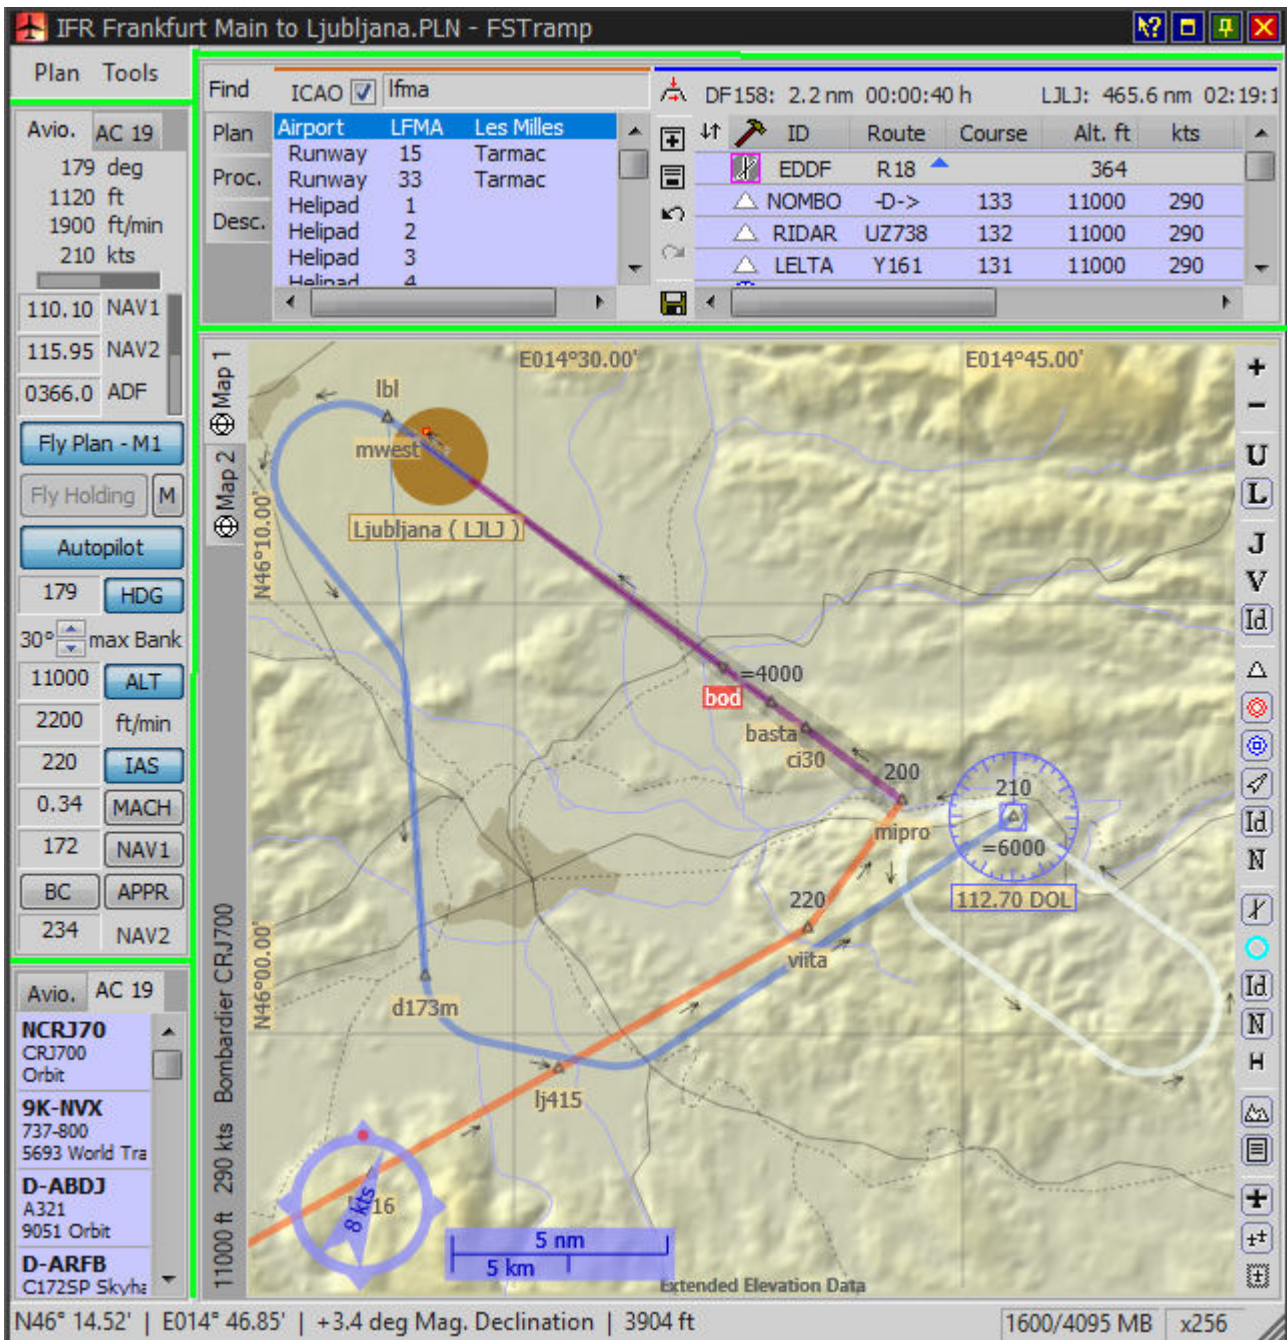 IFR Frankfurt Main to Ljubljana.PLN - FSTramp
Plan Tools
Avio. AC 19
179 deg
1120 ft
1900 ft/min
210 kts
110.10 NAV1
115.95 NAV2
0366.0 ADF
Fly Plan - M1
Fly Holding M
Autopilot
179 HDG
30° max Bank
11000 ALT
2200 ft/min
220 IAS
0.34 MACH
172 NAV1
BC APPR
234 NAV2
Avio. AC 19
NCRJ70
CRJ700
Orbit
9K-NVX
737-800
5693 World Tra
D-ABDJ
A321
9051 Orbit
D-ARFB
C172SP Skyha
Find
Plan
Proc.
Desc.
ICAO lfma
Airport LFMA Les Milles
Runway 15 Tarmac
Runway 33 Tarmac
Helipad 1
Helipad 2
Helipad 3
Helipad 4
DF158: 2.2 nm 00:00:40 h LJLJ: 465.6 nm 02:19:1
ID Route Course Alt. ft kts
EDDF R18 364
NOMBO -D-> 133 11000 290
RIDAR UZ738 132 11000 290
LELTA Y161 131 11000 290
Map 1
Map 2
11000 ft 290 kts Bombardier CRJ700
E014°30.00'
E014°45.00'
N46°10.00'
N46°00.00'
lbl
mwest
Ljubljana ( LJLJ )
=4000
bod
basta
ci30
200
mipro
210
=6000
112.70 DOL
220
viita
d173m
lj415
16
8 kts
5 nm
5 km
Extended Elevation Data
+
-
U
L
J
V
Id
Id
N
Id
N
H
N46° 14.52' | E014° 46.85' | +3.4 deg Mag. Declination | 3904 ft
1600/4095 MB x256